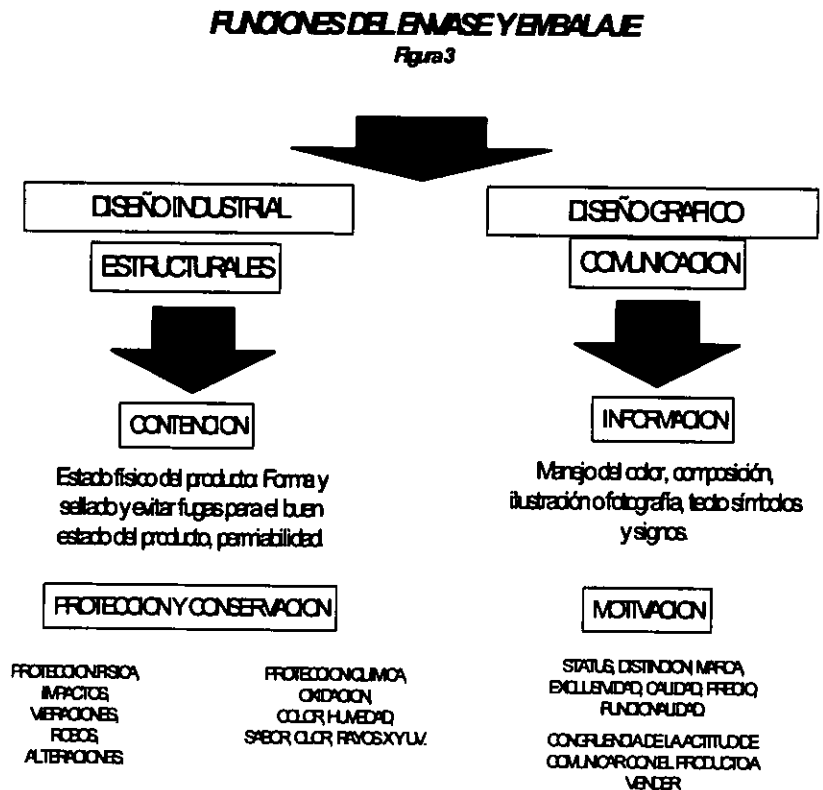 FUNCIONES DEL ENVASE Y EMBALAJE
Figura 3
DISEÑO INDUSTRIAL
ESTRUCTURALES
CONTENCION
Estado físico del producto: Forma y
sellado y evitar fugas para el buen
estado del producto, permiabilidad.
PROTECCION Y CONSERVACION
PROTECCION FISICA,
IMPACTOS,
VIBRACIONES,
ROBOS,
ALTERACIONES.
PROTECCION QUIMICA,
OXIDACION,
COLOR, HUMEDAD,
SABOR, OLOR, RAYOS X Y U.V.
DISEÑO GRAFICO
COMUNICACION
INFORMACION
Manejo del color, composición,
ilustración o fotografía, texto símbolos
y signos.
MOTIVACION
STATUS, DISTINCION, MARCA,
EXCLUSIVIDAD, CALIDAD, PRECIO,
FUNCIONALIDAD.
CONGRUENCIA DE LA ACTITUD DE
COMUNICAR CON EL PRODUCTO A
VENDER